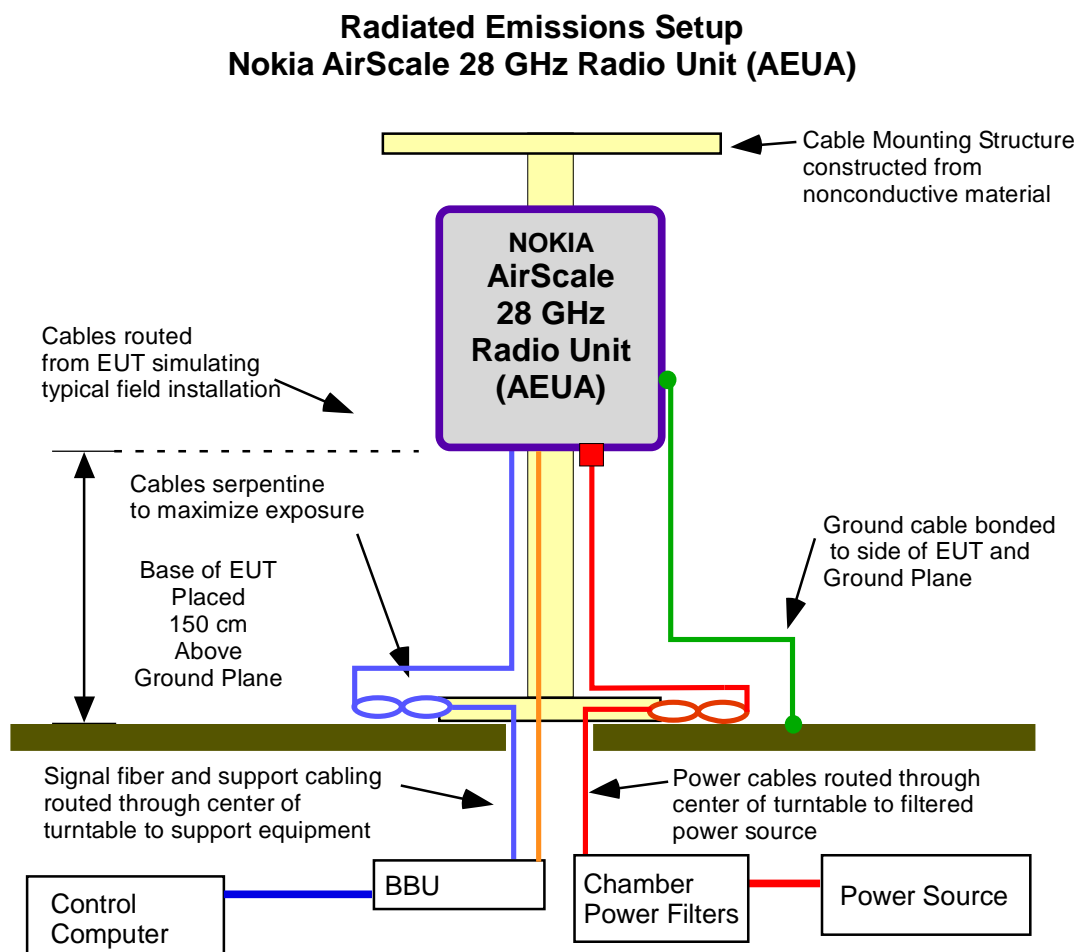 Radiated Emissions Setup
Nokia AirScale 28 GHz Radio Unit (AEUA)
Cable Mounting Structure
constructed from
nonconductive material
NOKIA
AirScale
28 GHz
Radio Unit
(AEUA)
Cables routed
from EUT simulating
typical field installation
Cables serpentine
to maximize exposure
Base of EUT
Placed
150 cm
Above
Ground Plane
Ground cable bonded
to side of EUT and
Ground Plane
Signal fiber and support cabling
routed through center of
turntable to support equipment
Power cables routed through
center of turntable to filtered
power source
Control
Computer
BBU
Chamber
Power Filters
Power Source